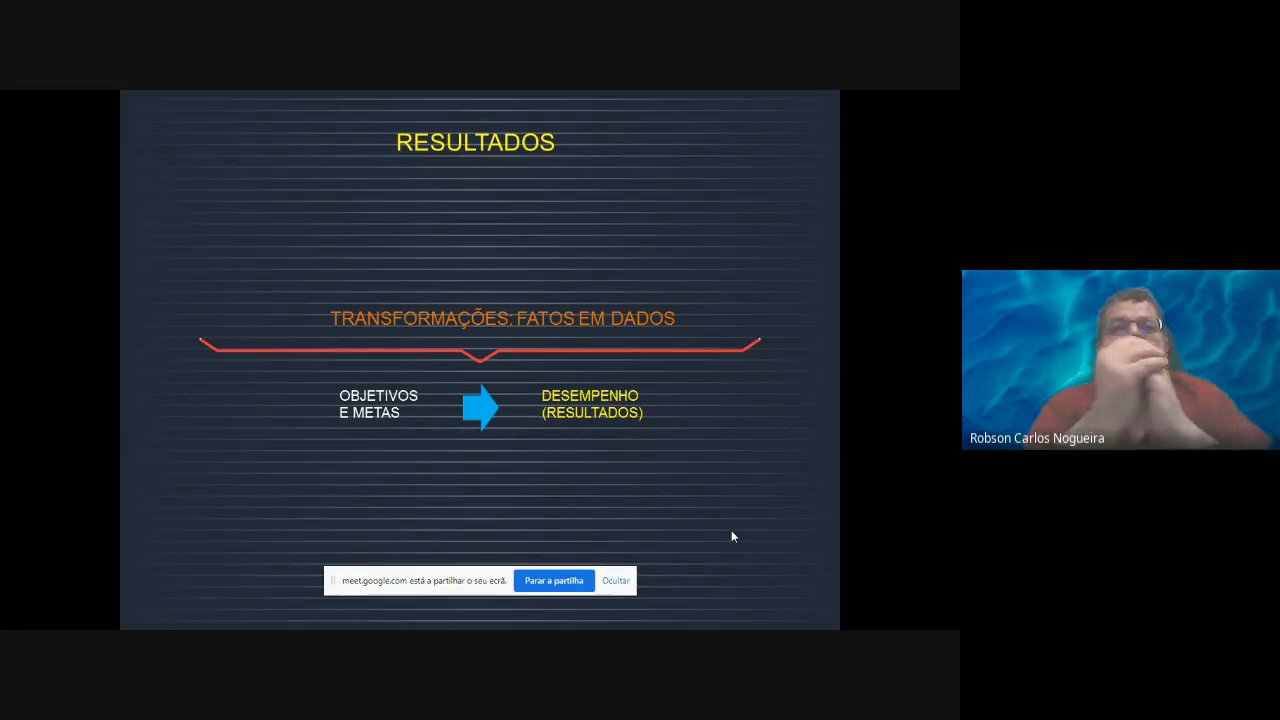 RESULTADOS
TRANSFORMAÇÕES: FATOS EM DADOS
OBJETIVOS
E METAS
DESEMPENHO
(RESULTADOS)
meet.google.com está a partilhar o seu ecrã.
Parar a partilha
Ocultar
Robson Carlos Nogueira